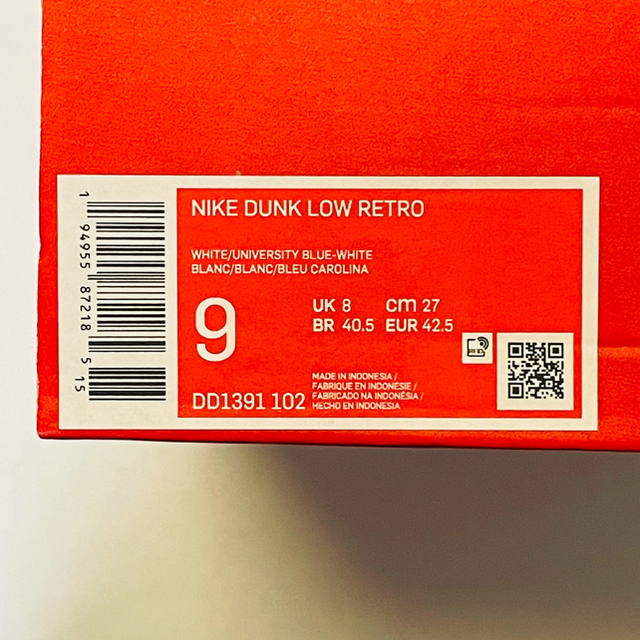 NIKE DUNK LOW RETRO
WHITE/UNIVERSITY BLUE-WHITE
BLANC/BLANC/BLEU CAROLINA
9
UK 8 cm 27
BR 40.5 EUR 42.5
DD1391 102
MADE IN INDONESIA /
FABRIQUE EN INDONESIE /
FABRICADO NA INDONÉSIA /
HECHO EN INDONESIA
RFID
1 94955 87218 5 15